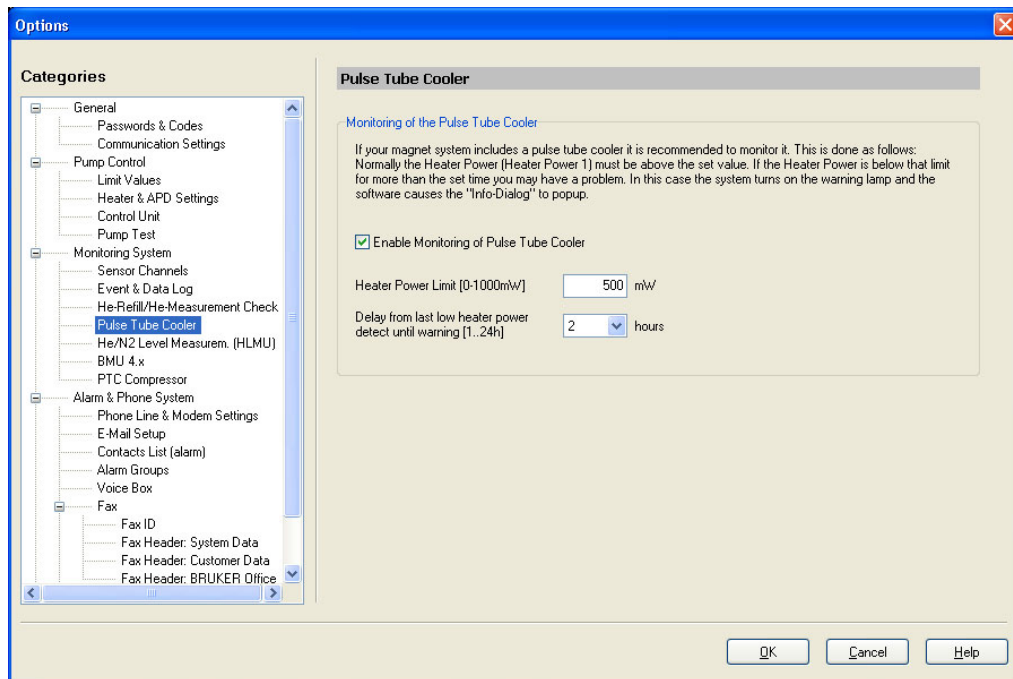 Options
Categories
General
Passwords & Codes
Communication Settings
Pump Control
Limit Values
Heater & APD Settings
Control Unit
Pump Test
Monitoring System
Sensor Channels
Event & Data Log
He-Refill/He-Measurement Check
Pulse Tube Cooler
He/N2 Level Measurem. (HLMU)
BMU 4.x
PTC Compressor
Alarm & Phone System
Phone Line & Modem Settings
E-Mail Setup
Contacts List (alarm)
Alarm Groups
Voice Box
Fax
Fax ID
Fax Header: System Data
Fax Header: Customer Data
Fax Header: BRUKER Office
Pulse Tube Cooler
Monitoring of the Pulse Tube Cooler
If your magnet system includes a pulse tube cooler it is recommended to monitor it. This is done as follows:
Normally the Heater Power (Heater Power 1) must be above the set value. If the Heater Power is below that limit
for more than the set time you may have a problem. In this case the system turns on the warning lamp and the
software causes the "Info-Dialog" to popup.
Enable Monitoring of Pulse Tube Cooler
Heater Power Limit [0-1000mW] 500 mW
Delay from last low heater power
detect until warning [1..24h] 2 hours
OK Cancel Help